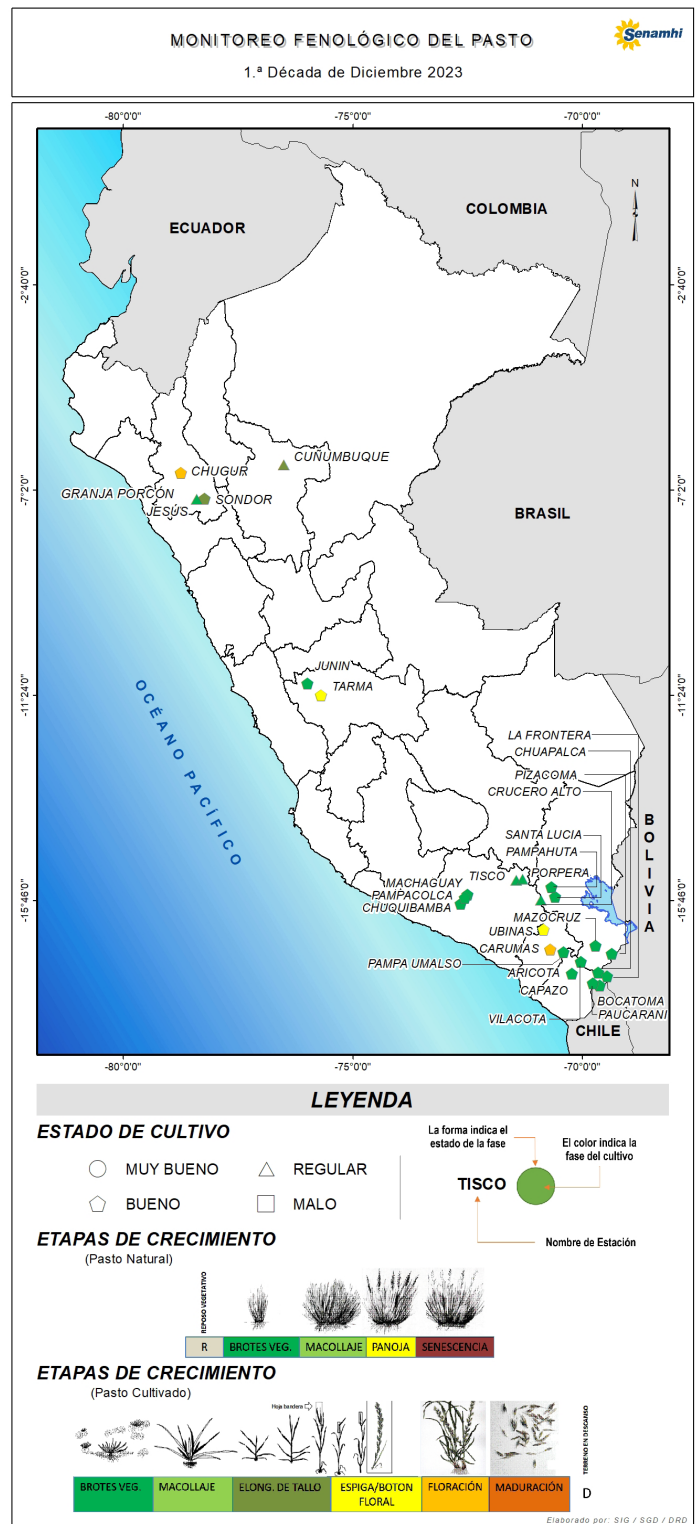 MONITOREO FENOLÓGICO DEL PASTO
Senamhi
1.ª Década de Diciembre 2023
-80°0'0" -75°0'0" -70°0'0"
N
COLOMBIA
ECUADOR
-2°40' -2°40'
CUÑUMBUQUE
CHUGUR
-7°2'0 -7°2'0
GRANJA PORCÓN
SONDOR
JESÚS
BRASIL
JUNIN
TARMA
-11°24'0 -11°24'0
OCÉANO PACÍFICO
LA FRONTERA
CHUAPALCA
PIZACOMA
CRUCERO ALTO
BOLIVIA
SANTA LUCIA
PAMPAHUTA
TISCO
PORPERA
MACHAGUAY
PAMPACOLCA
CHUQUIBAMBA
-15°46'0 -15°46'0
MAZOCRUZ
UBINAS
CARUMAS
PAMPA UMALSO
ARICOTA
CAPAZO
BOCATOMA
PAUCARANI
VILACOTA
CHILE
-80°0'0" -75°0'0" -70°0'0"
LEYENDA
ESTADO DE CULTIVO
MUY BUENO
REGULAR
BUENO
MALO
La forma indica el
estado de la fase
El color indica la
fase del cultivo
TISCO
Nombre de Estación
ETAPAS DE CRECIMIENTO
(Pasto Natural)
REPOSO VEGETATIVO
R BROTES VEG. MACOLLAJE PANOJA SENESCENCIA
ETAPAS DE CRECIMIENTO
(Pasto Cultivado)
Hoja bandera
TERRENO EN DESCANSO
BROTES VEG. MACOLLAJE ELONG. DE TALLO ESPIGA/BOTON FLORAL FLORACIÓN MADURACIÓN D
Elaborado por: SIG / SGD / DRD